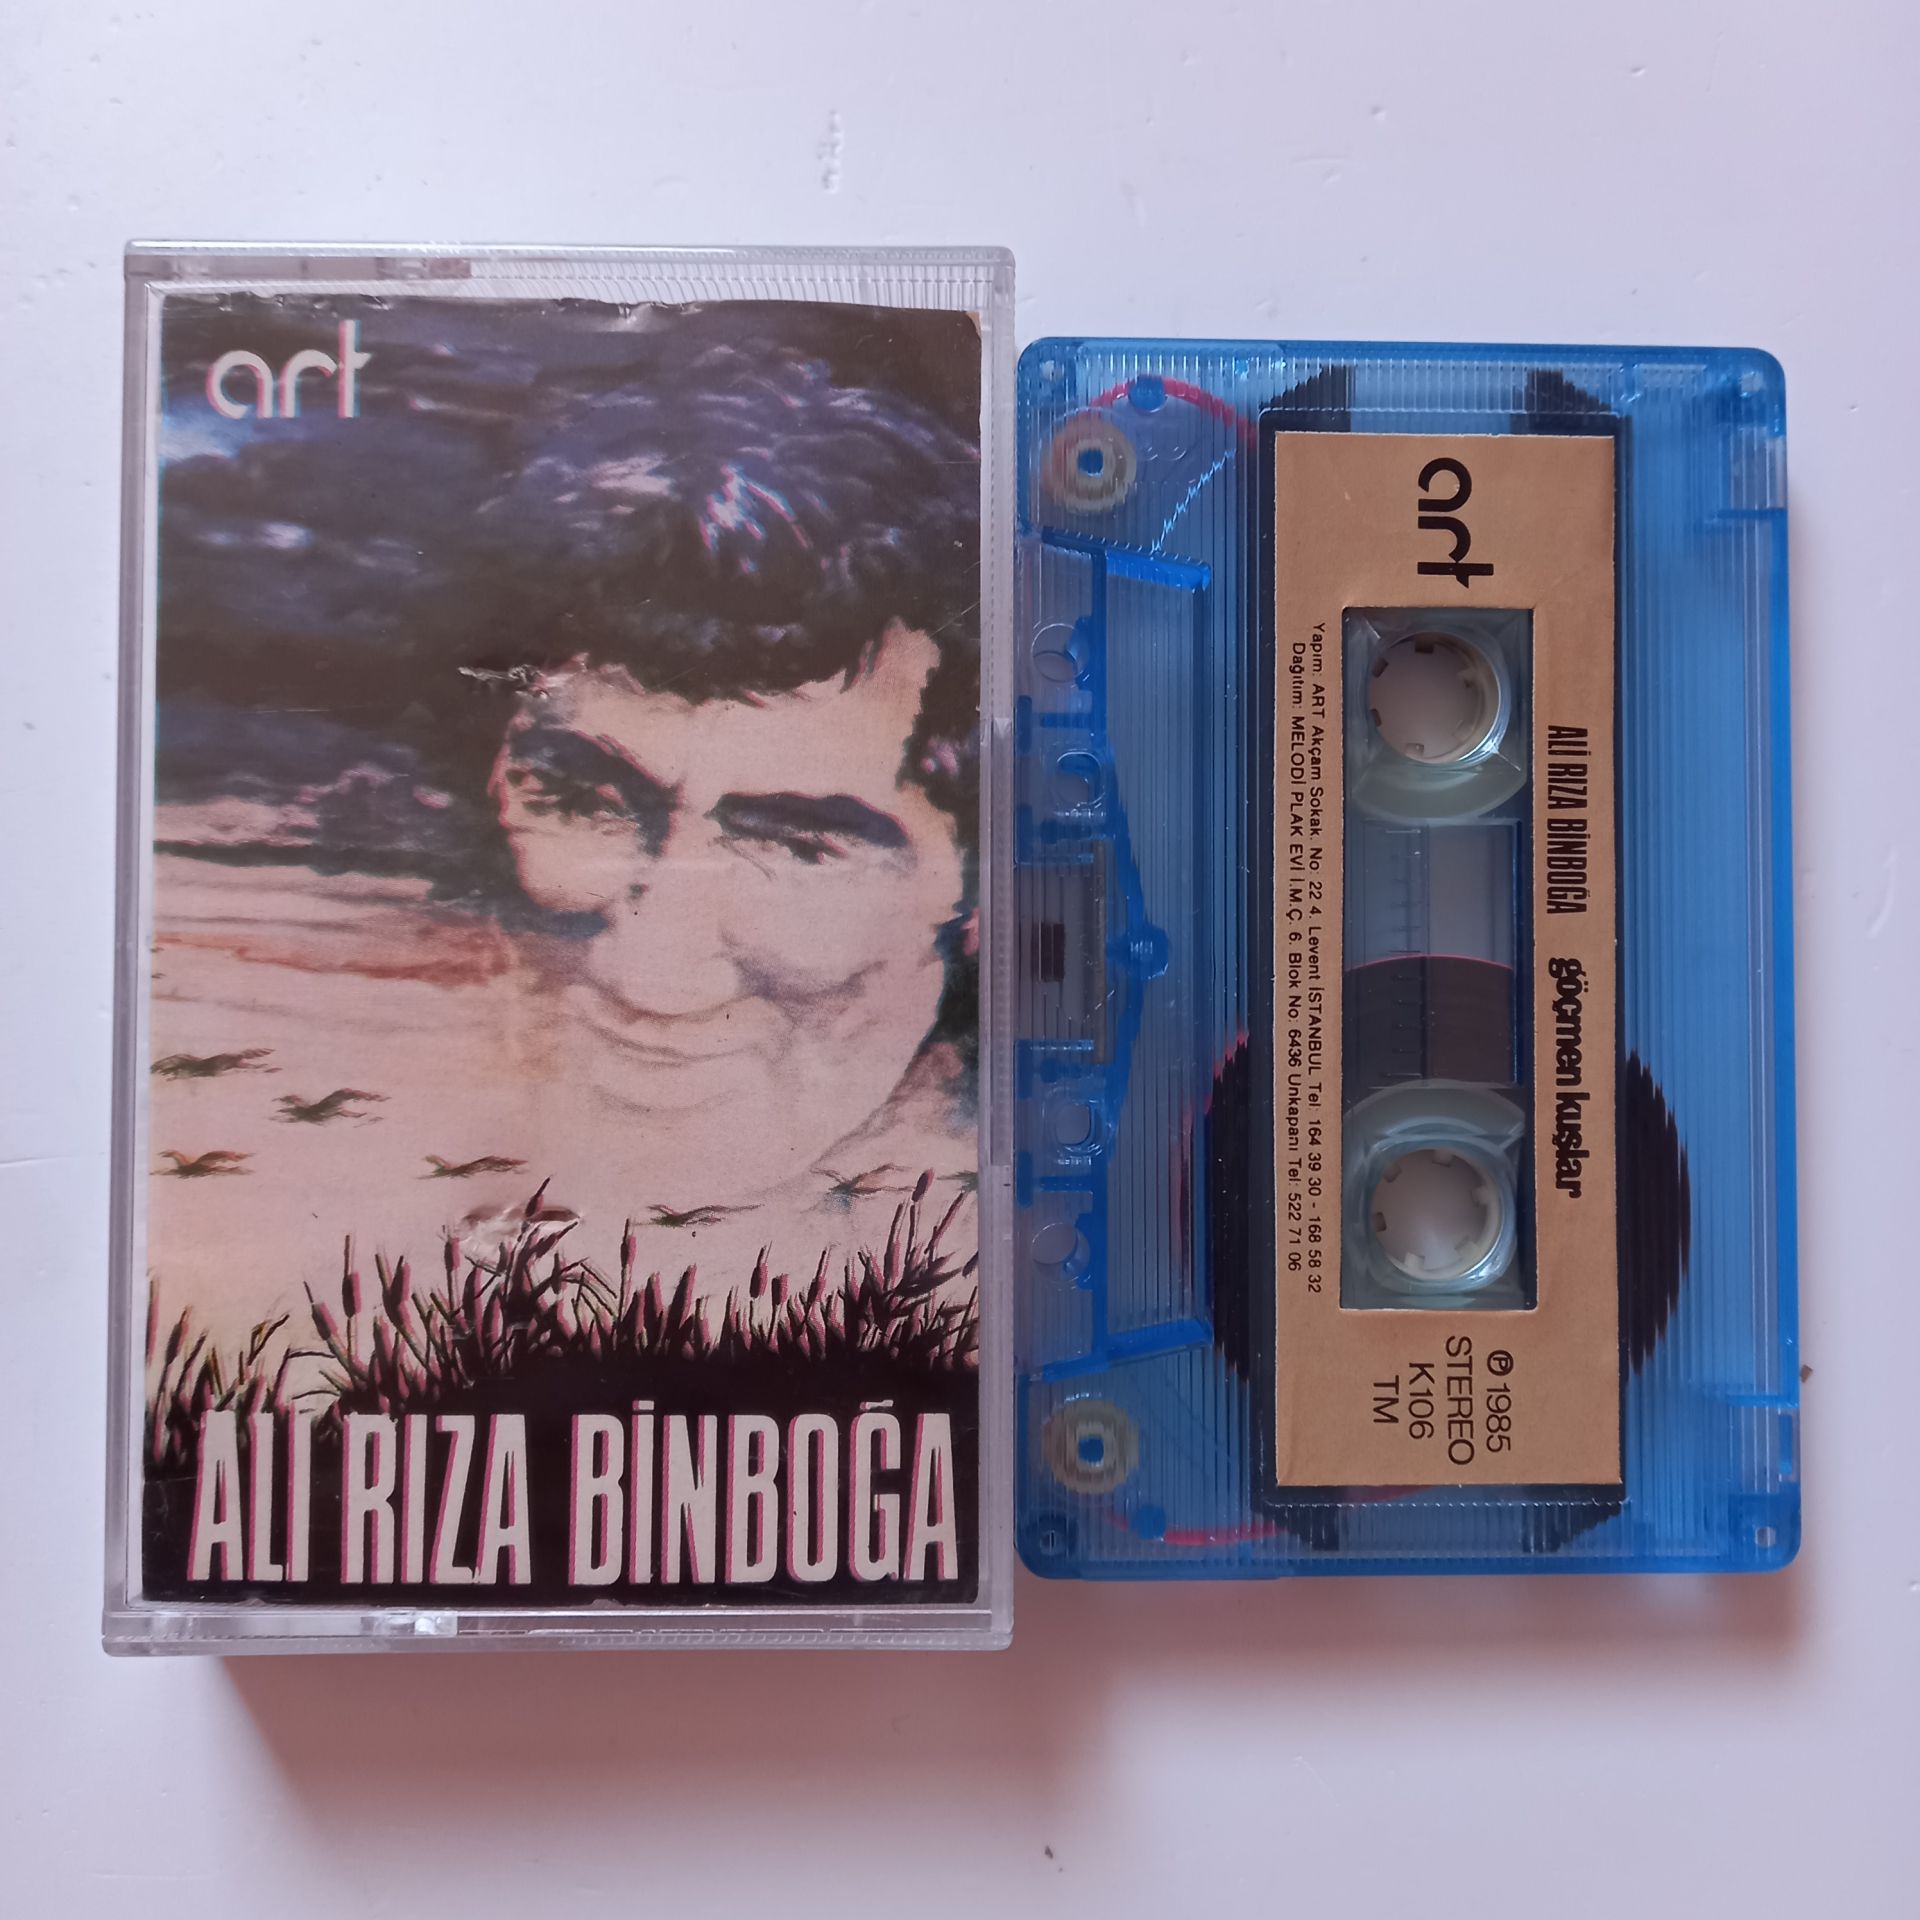 art
ALİ RIZA BİNBOĞA
art
ALİ RIZA BİNBOĞA göçmen kuşlar
Yapım: ART Akçam Sokak. No: 22 4. Levent İSTANBUL Tel: 164 39 30 - 168 58 32
Dağıtım: MELODİ PLAK EVİ İ.M.Ç. 6. Blok No: 6436 Unkapanı Tel: 522 71 06
℗ 1985
STEREO
K106
TM